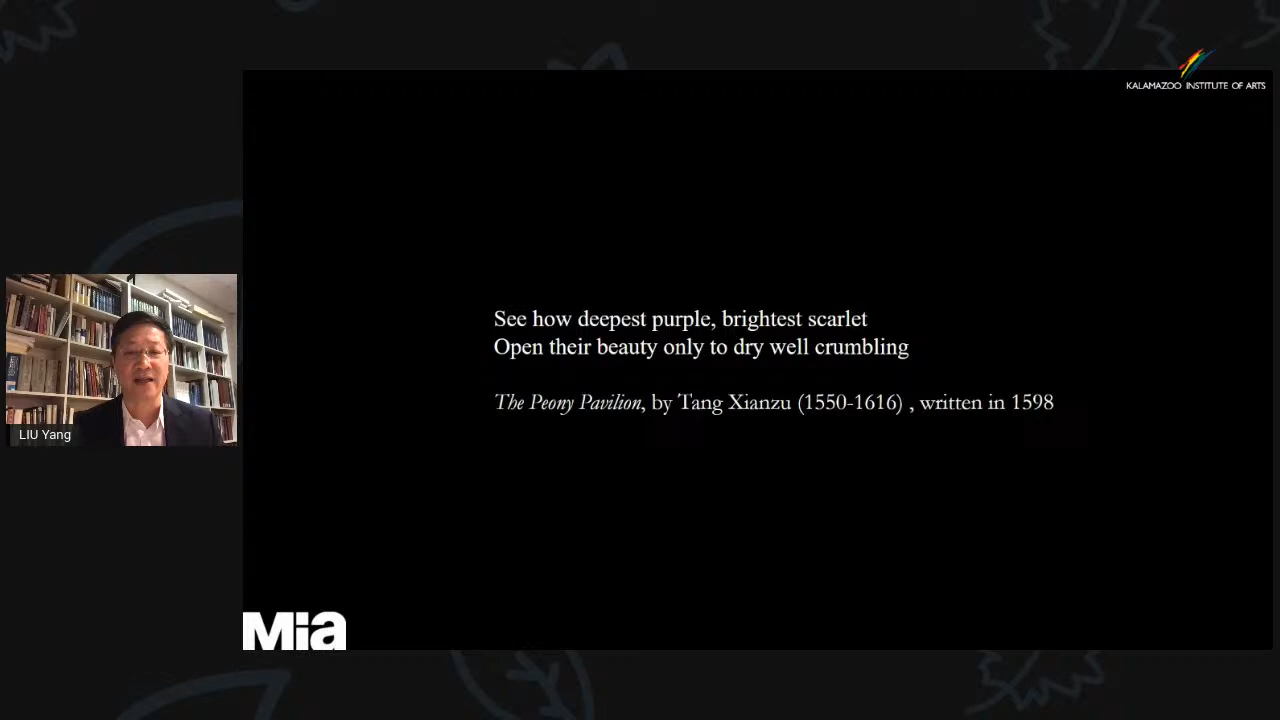 KALAMAZOO INSTITUTE OF ARTS
See how deepest purple, brightest scarlet
Open their beauty only to dry well crumbling
The Peony Pavilion, by Tang Xianzu (1550-1616) , written in 1598
LIU Yang
Mia